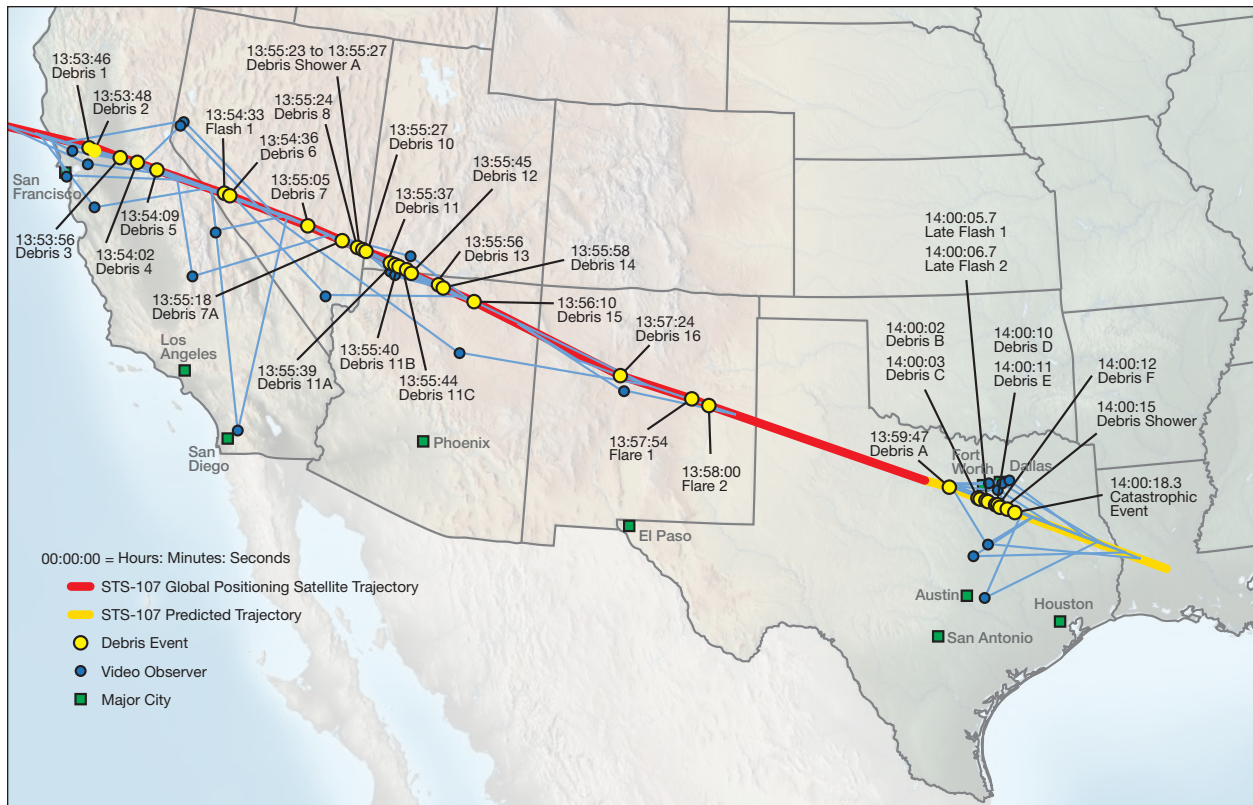 13:53:46
Debris 1
13:53:48
Debris 2
13:54:33
Flash 1
13:55:23 to 13:55:27
Debris Shower A
13:55:24
Debris 8
13:54:36
Debris 6
13:55:27
Debris 10
13:55:45
Debris 12
13:55:05
Debris 7
13:55:37
Debris 11
San
Francisco
13:53:56
Debris 3
13:54:02
Debris 4
13:54:09
Debris 5
13:55:18
Debris 7A
13:55:56
Debris 13
13:55:58
Debris 14
13:56:10
Debris 15
13:57:24
Debris 16
Los
Angeles
13:55:39
Debris 11A
13:55:40
Debris 11B
13:55:44
Debris 11C
San
Diego
Phoenix
13:57:54
Flare 1
13:58:00
Flare 2
14:00:05.7
Late Flash 1
14:00:06.7
Late Flash 2
14:00:02
Debris B
14:00:03
Debris C
14:00:10
Debris D
14:00:11
Debris E
14:00:12
Debris F
14:00:15
Debris Shower
13:59:47
Debris A
Fort
Worth
Dallas
14:00:18.3
Catastrophic
Event
El Paso
Austin
Houston
San Antonio
00:00:00 = Hours: Minutes: Seconds
STS-107 Global Positioning Satellite Trajectory
STS-107 Predicted Trajectory
Debris Event
Video Observer
Major City